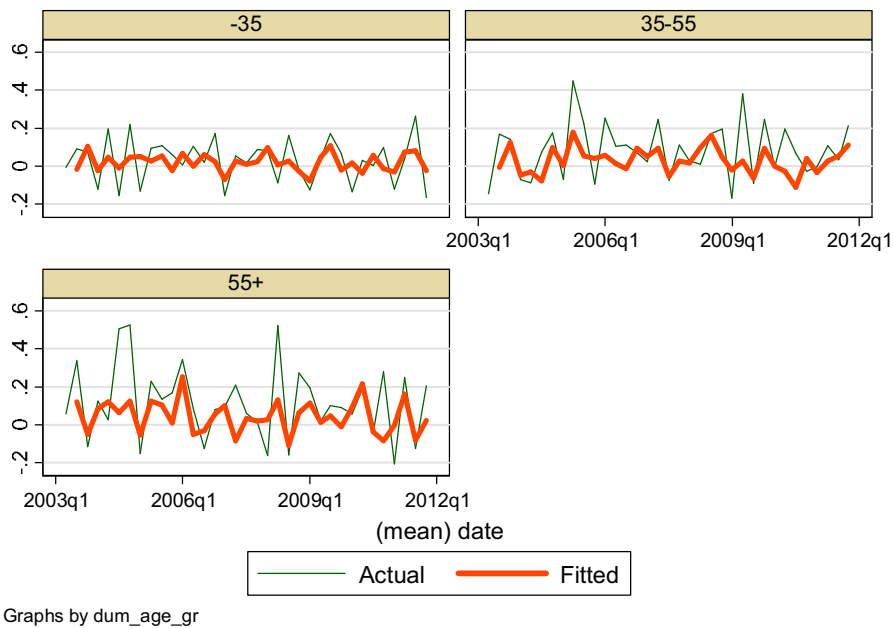 -35
35-55
.6
.4
.2
0
-.2
2003q1 2006q1 2009q1 2012q1
55+
.6
.4
.2
0
-.2
2003q1 2006q1 2009q1 2012q1
(mean) date
Actual Fitted
Graphs by dum_age_gr